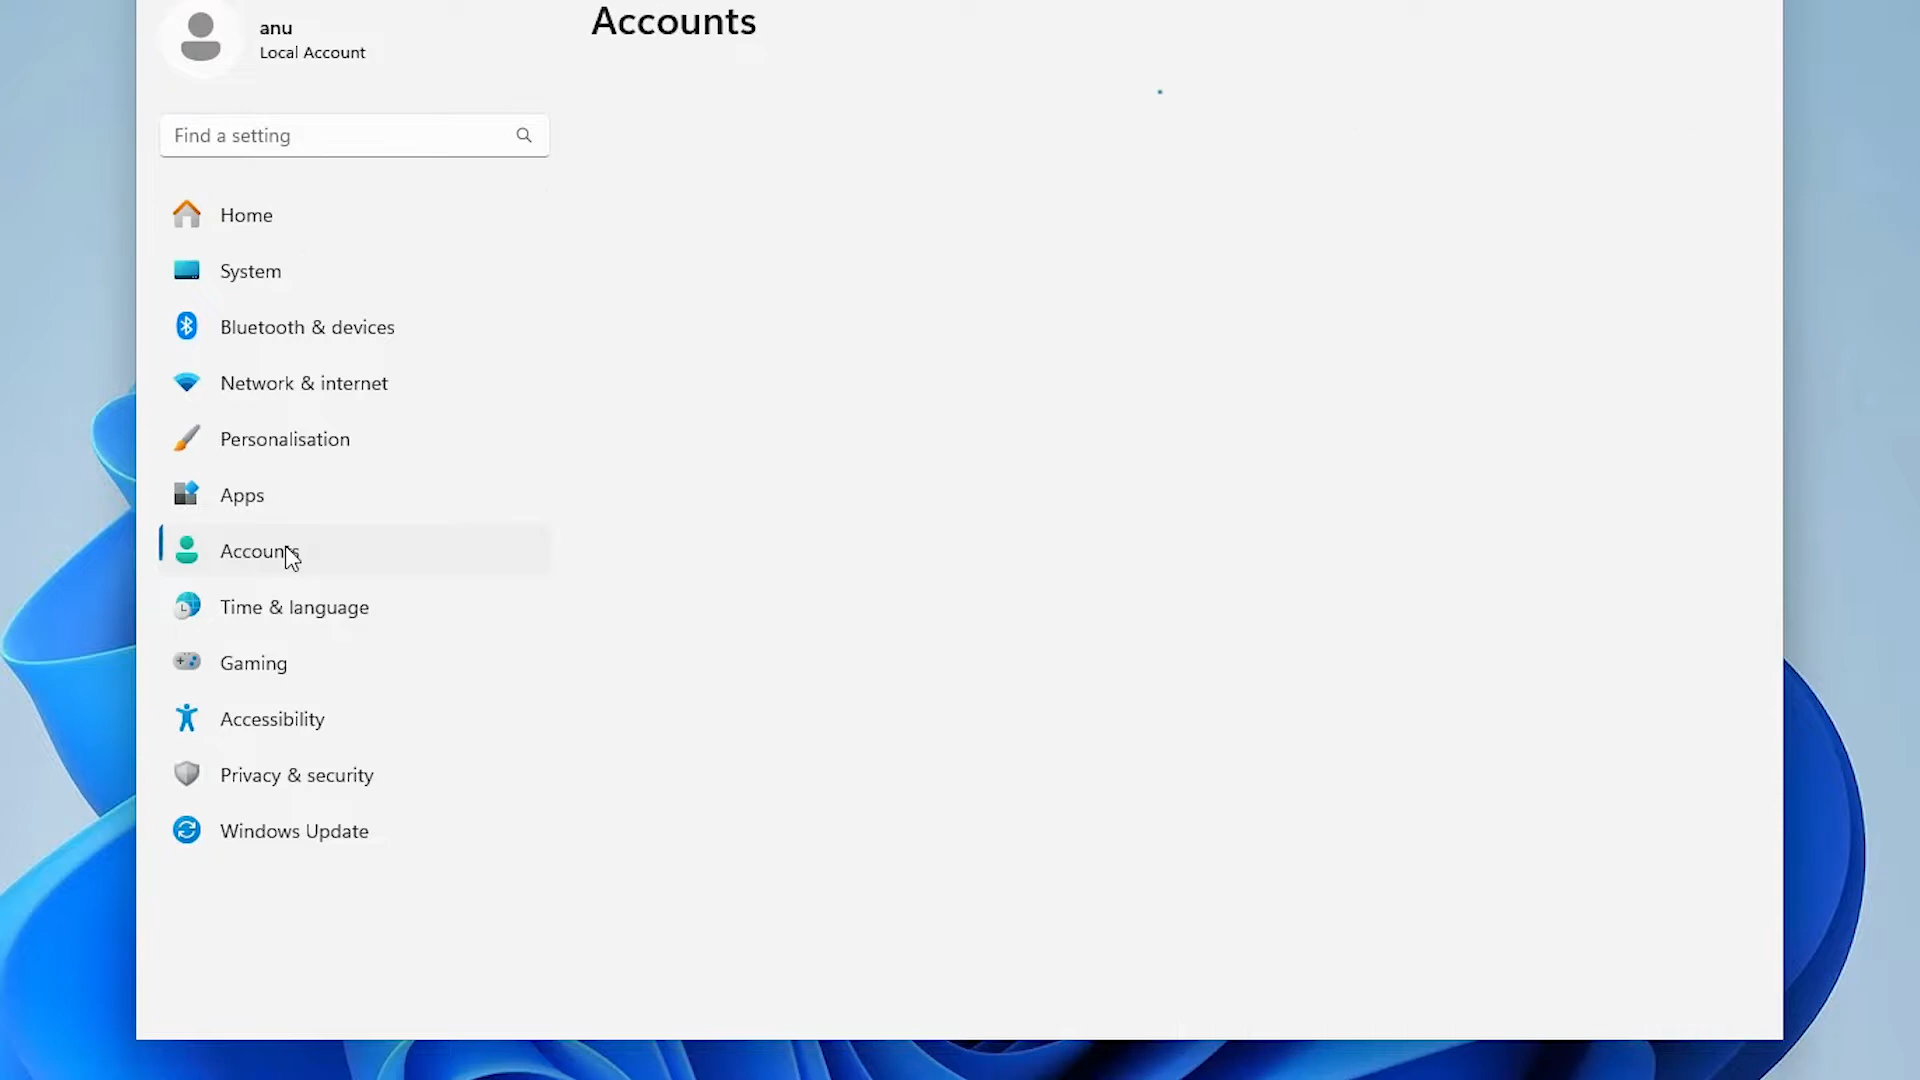 anu
Local Account
Accounts
Find a setting
Home
System
Bluetooth & devices
Network & internet
Personalisation
Apps
Accounts
Time & language
Gaming
Accessibility
Privacy & security
Windows Update